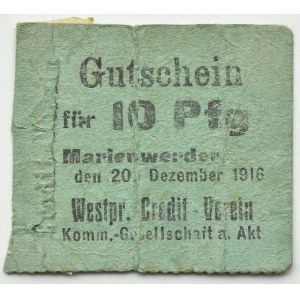 Gutschein
für 10 Pfg
Marienwerder
den 20. Dezember 1916
Westpr. Credit-Verein
Komm.-Gesellschaft a. Akt